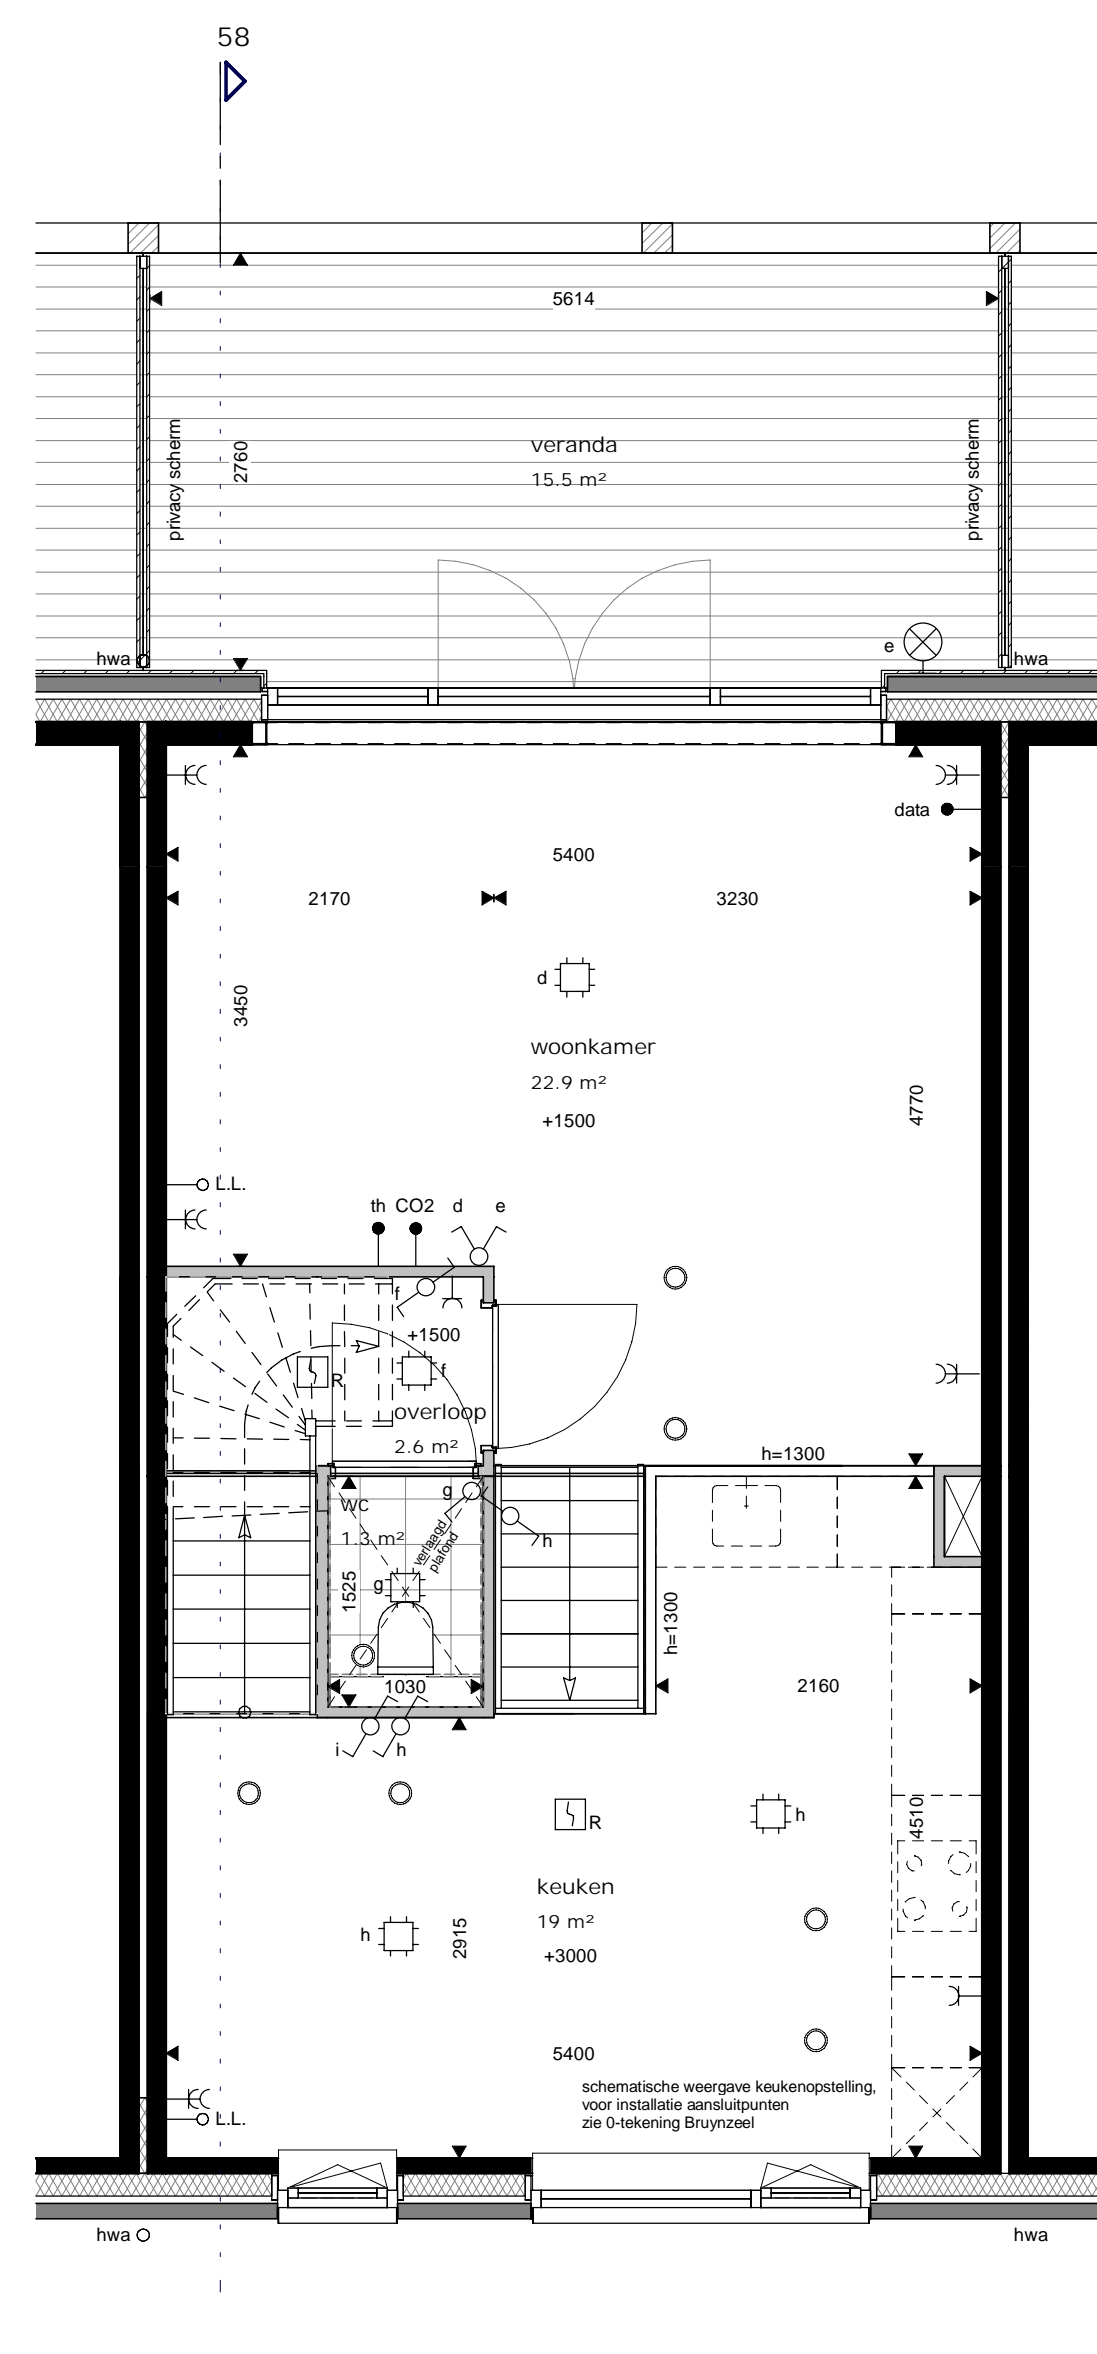 58
5614
privacy scherm
2760
veranda
15.5 m²
privacy scherm
e
hwa
hwa
data
5400
2170
3230
d
3450
woonkamer
22.9 m²
+1500
4770
L.L.
th
CO2
d
e
f
+1500
f
R
overloop
2.6 m²
h=1300
g
wc
1.3 m²
verlaagd
plafond
h
g
1525
h=1300
1030
2160
i
h
R
h
4510
keuken
19 m²
+3000
h
2915
5400
schematische weergave keukenopstelling,
voor installatie aansluitpunten
zie 0-tekening Bruynzeel
L.L.
hwa
hwa